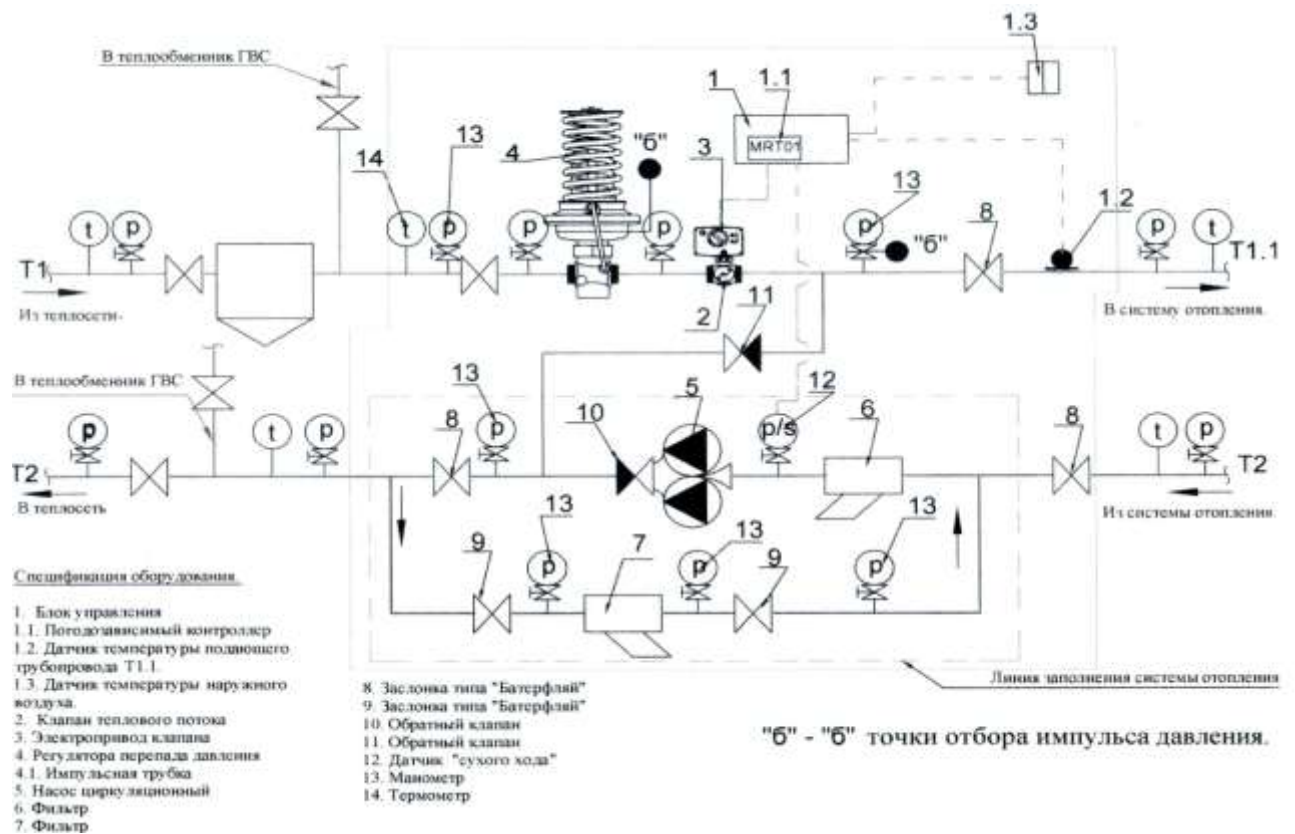 В теплообменник ГВС
1.3
1
1.1
MRT01
13
4
"б"
3
14
13
8
1.2
t
p
t
p
p
p
p
"б"
p
t
T1
T1.1
Из теплосети-
2
11
В систему отопления.
В теплообменник ГВС
13
5
12
6
8
10
8
p
t
p
p
p/s
t
p
T2
T2
В теплосеть
Из системы отопления.
13
13
13
9
7
9
p
p
p
Линия заполнения системы отопления
Спецификация оборудования
1. Блок управления
1.1. Погодозависимый контроллер
1.2. Датчик температуры подающего
трубопровода Т1.1.
1.3. Датчик температуры наружного
воздуха.
2. Клапан теплового потока
3. Электропривод клапана
4. Регулятора перепада давления
4.1. Импульсная трубка
5. Насос циркуляционный
6. Фильтр
7. Фильтр
8. Заслонка типа "Батерфляй"
9. Заслонка типа "Батерфляй"
10. Обратный клапан
11. Обратный клапан
12. Датчик "сухого хода"
13. Манометр
14. Термометр
"б" - "б" точки отбора импульса давления.